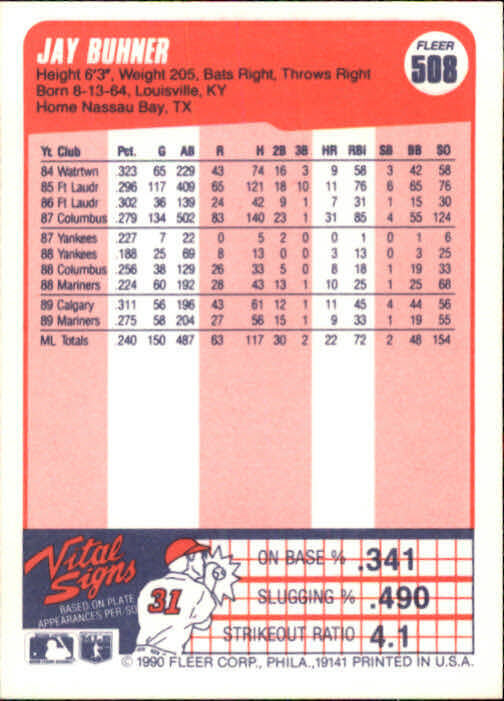 JAY BUHNER
FLEER
508
Height 6'3", Weight 205, Bats Right, Throws Right
Born 8-13-64, Louisville, KY
Home Nassau Bay, TX
Yr. Club Pct. G AB R H 2B 3B HR RBI SB BB SO
84 Watrtwn .323 65 229 43 74 16 3 9 58 3 42 58
85 Ft Laudr .296 117 409 65 121 18 10 11 76 6 65 76
86 Ft Laudr .302 36 139 24 42 9 1 7 31 1 15 30
87 Columbus .279 134 502 83 140 23 1 31 85 4 55 124
87 Yankees .227 7 22 0 5 2 0 0 1 0 1 6
88 Yankees .188 25 69 8 13 0 0 3 13 0 3 25
88 Columbus .256 38 129 26 33 5 0 8 18 1 19 33
88 Mariners .224 60 192 28 43 13 1 10 25 1 25 68
89 Calgary .311 56 196 43 61 12 1 11 45 4 44 56
89 Mariners .275 58 204 27 56 15 1 9 33 1 19 55
ML Totals .240 150 487 63 117 30 2 22 72 2 48 154
Vital Signs
BASED ON PLATE
APPEARANCES PER/SO
31
ON BASE % .341
SLUGGING % .490
STRIKEOUT RATIO 4.1
© 1990 FLEER CORP., PHILA., 19141 PRINTED IN U.S.A.